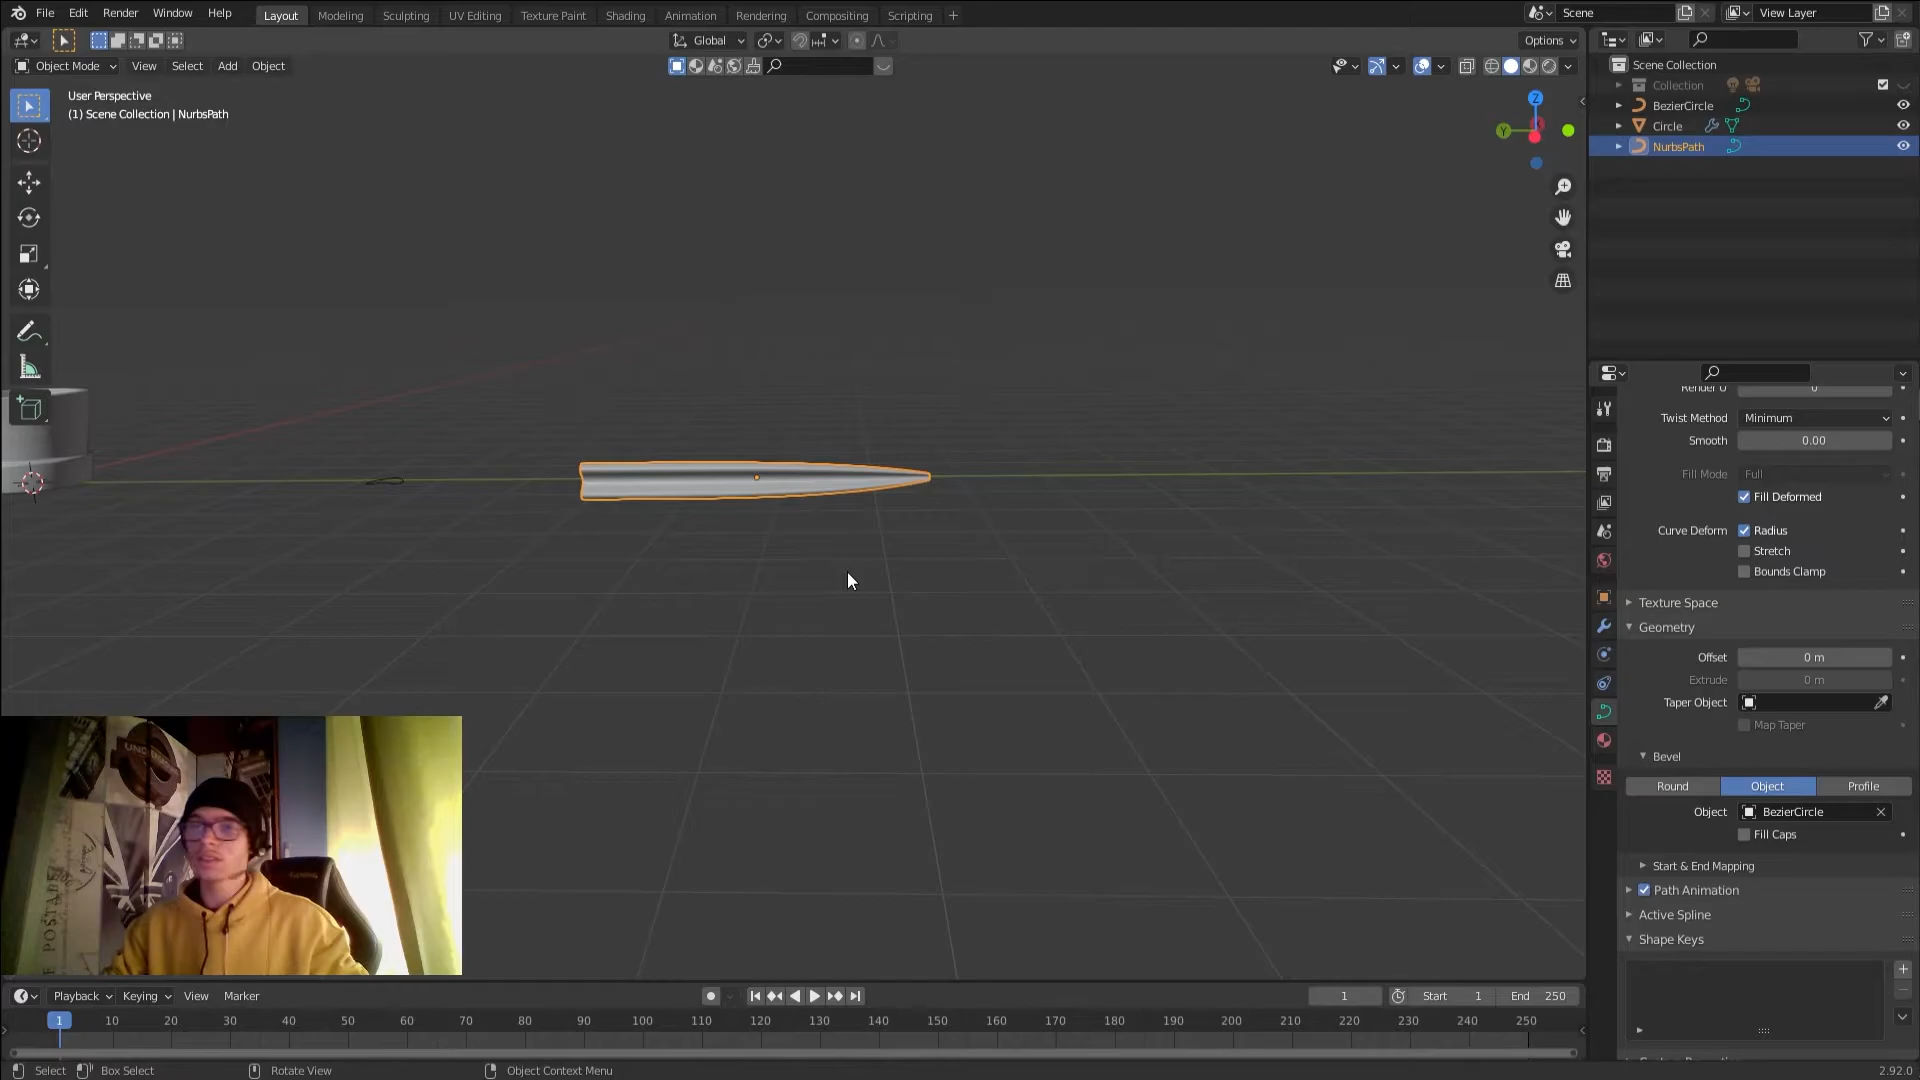 File Edit Render Window Help Layout Modeling Sculpting UV Editing Texture Paint Shading Animation Rendering Compositing Scripting + Scene View Layer
Global Options
Object Mode View Select Add Object
User Perspective
(1) Scene Collection | NurbsPath
Z
Y
Scene Collection
Collection
BezierCircle
Circle
NurbsPath
Render U 0
Twist Method Minimum
Smooth 0.00
Fill Mode Full
Fill Deformed
Curve Deform Radius
Stretch
Bounds Clamp
Texture Space
Geometry
Offset 0 m
Extrude 0 m
Taper Object
Map Taper
Bevel
Round Object Profile
Object BezierCircle
Fill Caps
Start & End Mapping
Path Animation
Active Spline
Shape Keys
Playback Keying View Marker 1 Start 1 End 250
1 10 20 30 40 50 60 70 80 90 100 110 120 130 140 150 160 170 180 190 200 210 220 230 240 250
Select Box Select Rotate View Object Context Menu 2.92.0